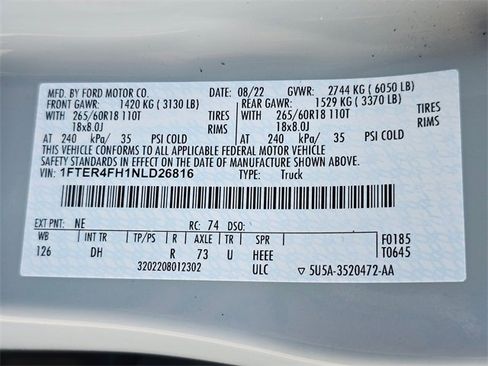 MFD. BY FORD MOTOR CO. 08/22 GVWR: 2744 KG ( 6050 LB)
FRONT GAWR: 1420 KG ( 3130 LB) REAR GAWR: 1529 KG ( 3370 LB)
WITH 265/60R18 110T TIRES WITH 265/60R18 110T TIRES
18x8.0J RIMS 18x8.0J RIMS
AT 240 kPa/ 35 PSI COLD AT 240 kPa/ 35 PSI COLD
THIS VEHICLE CONFORMS TO ALL APPLICABLE FEDERAL MOTOR VEHICLE
SAFETY STANDARDS IN EFFECT ON THE DATE OF MANUFACTURE SHOWN ABOVE.
VIN: 1FTER4FH1NLD26816 TYPE: Truck
EXT PNT: NE RC: 74 DSO:
WB INT TR TP/PS R AXLE TR SPR F0185
126 DH R 73 U HEEE T0645
3202208012302 ULC ▽ 5U5A-3520472-AA